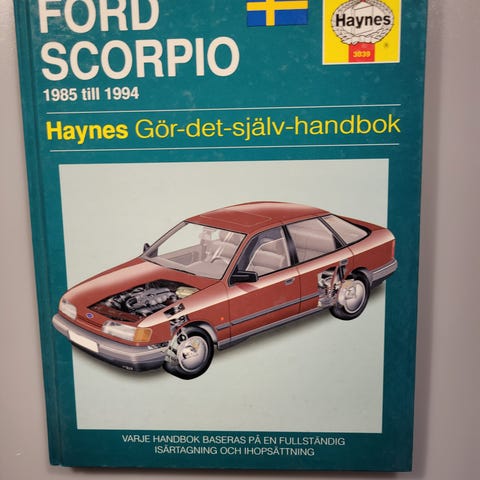 FORD
SCORPIO
1985 till 1994
Haynes
3039
Haynes Gör-det-själv-handbok
VARJE HANDBOK BASERAS PÅ EN FULLSTÄNDIG
ISÄRTAGNING OCH IHOPSÄTTNING